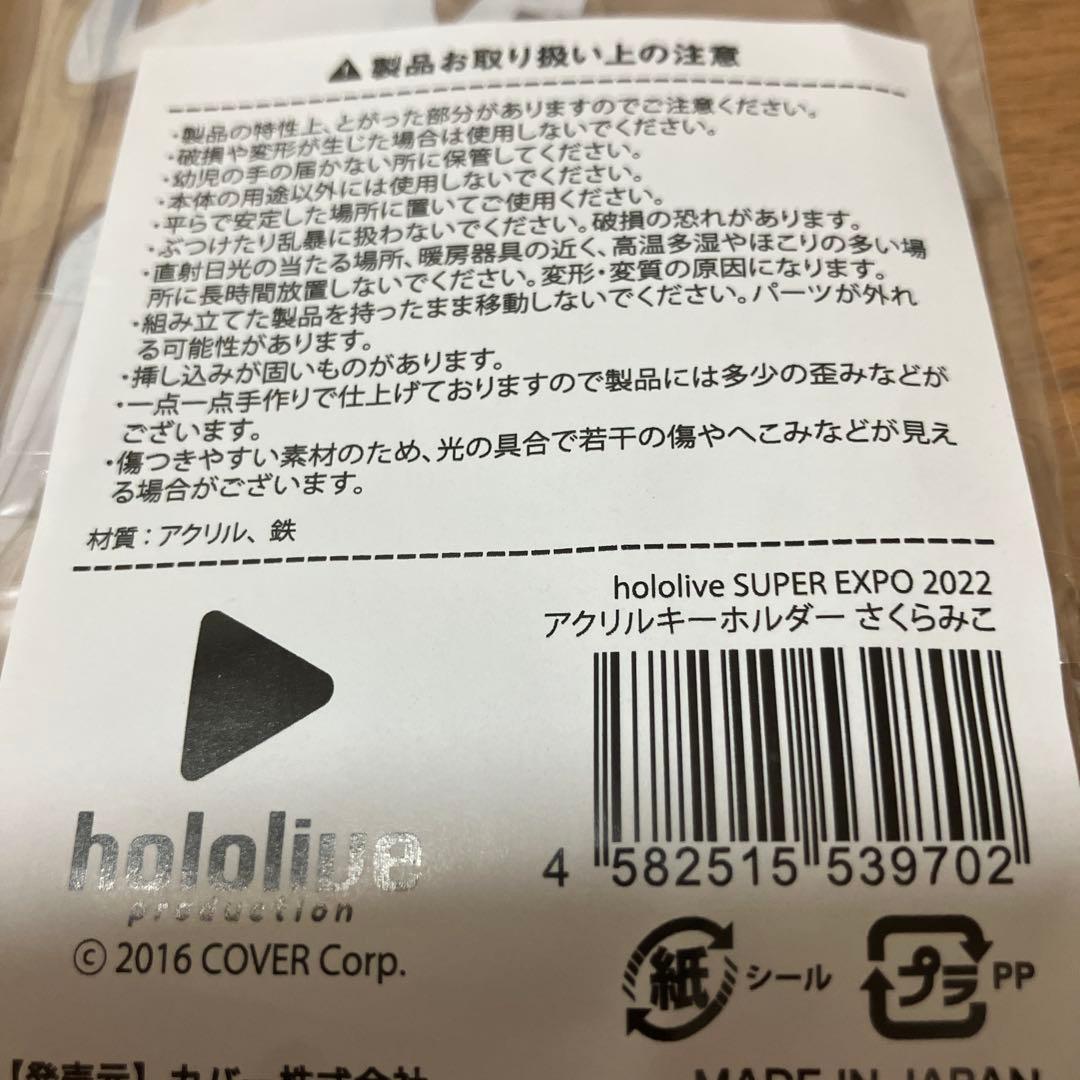 ⚠製品お取り扱い上の注意
・製品の特性上、とがった部分がありますのでご注意ください。
・破損や変形が生じた場合は使用しないでください。
・幼児の手の届かない所に保管してください。
・本体の用途以外には使用しないでください。
・平らで安定した場所に置いてご使用ください。
・ぶつけたり乱暴に扱わないでください。破損の恐れがあります。
・直射日光の当たる場所、暖房器具の近く、高温多湿やほこりの多い場
所に長時間放置しないでください。変形・変質の原因になります。
・組み立てた製品を持ったまま移動しないでください。パーツが外れ
る可能性があります。
・挿し込みが固いものがあります。
・一点一点手作りで仕上げておりますので製品には多少の歪みなどが
ございます。
・傷つきやすい素材のため、光の具合で若干の傷やへこみなどが見え
る場合がございます。
材質：アクリル、鉄
hololive SUPER EXPO 2022
アクリルキーホルダー さくらみこ
4 582515 539702
hololive
production
© 2016 COVER Corp.
紙 シール
プラ PP
【発売元】カバー株式会社
MADE IN JAPAN